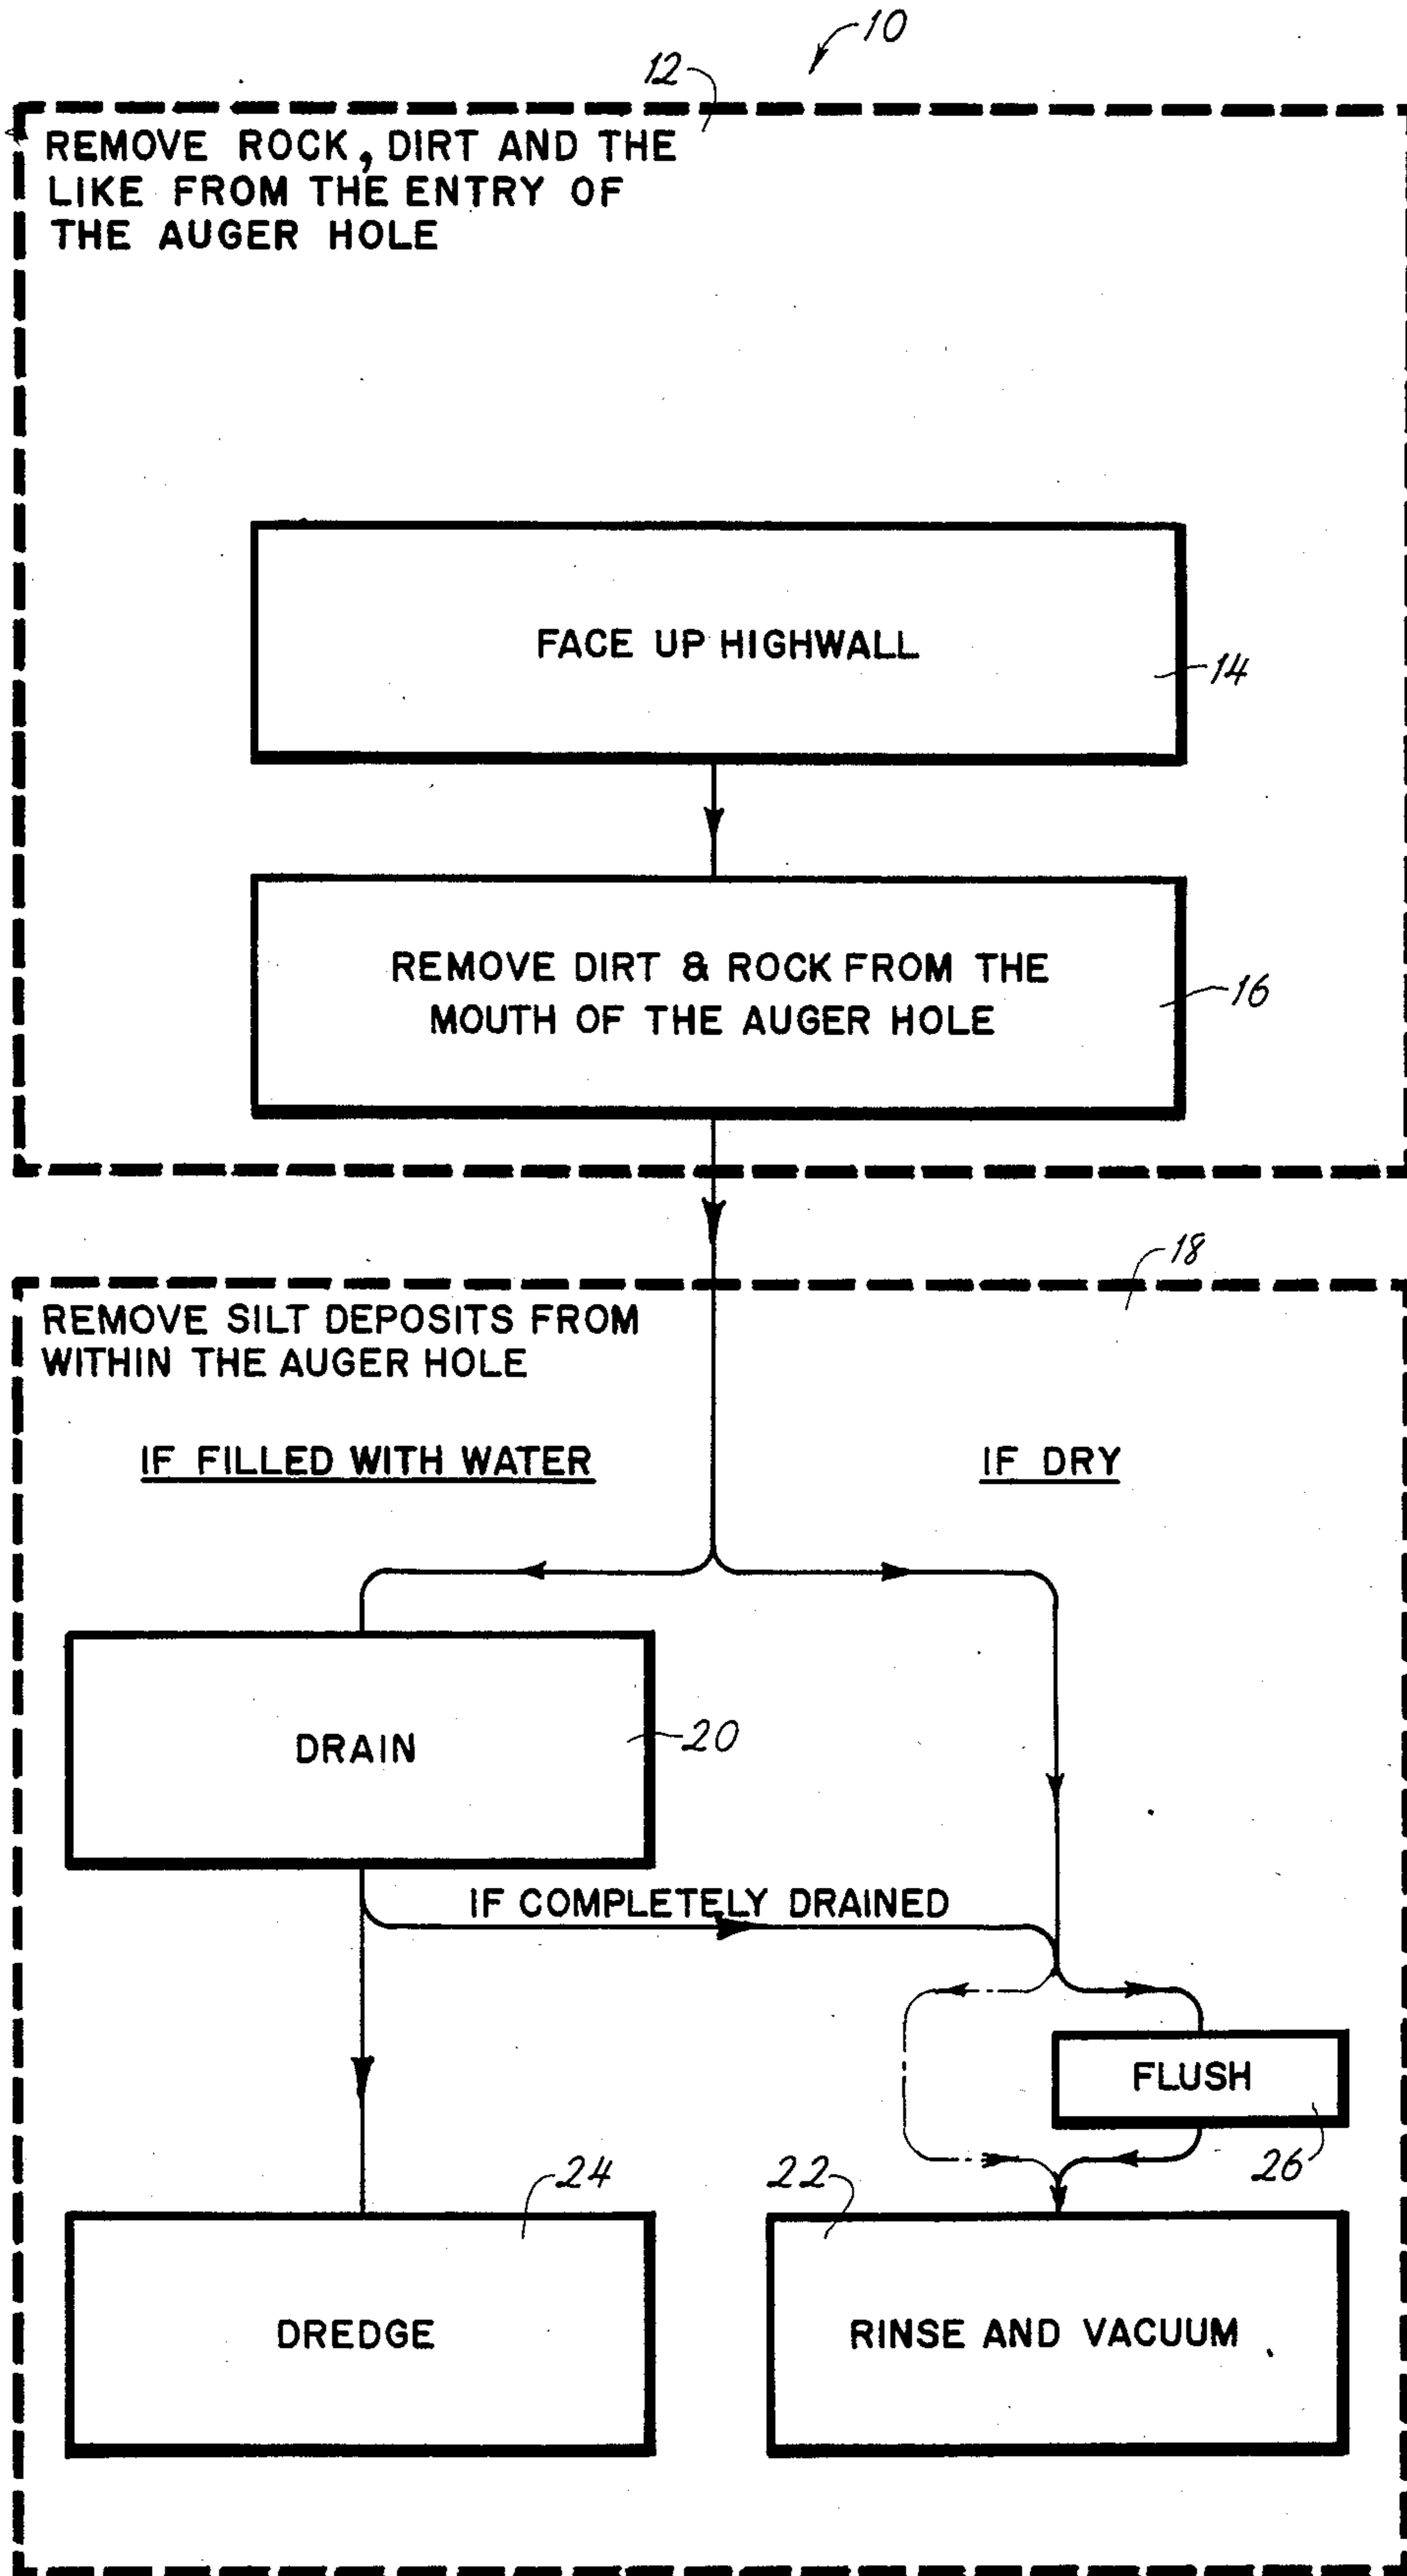 10
12
REMOVE ROCK, DIRT AND THE
LIKE FROM THE ENTRY OF
THE AUGER HOLE
FACE UP HIGHWALL
14
REMOVE DIRT & ROCK FROM THE
MOUTH OF THE AUGER HOLE
16
18
REMOVE SILT DEPOSITS FROM
WITHIN THE AUGER HOLE
IF FILLED WITH WATER
IF DRY
DRAIN
20
IF COMPLETELY DRAINED
FLUSH
26
24
22
DREDGE
RINSE AND VACUUM